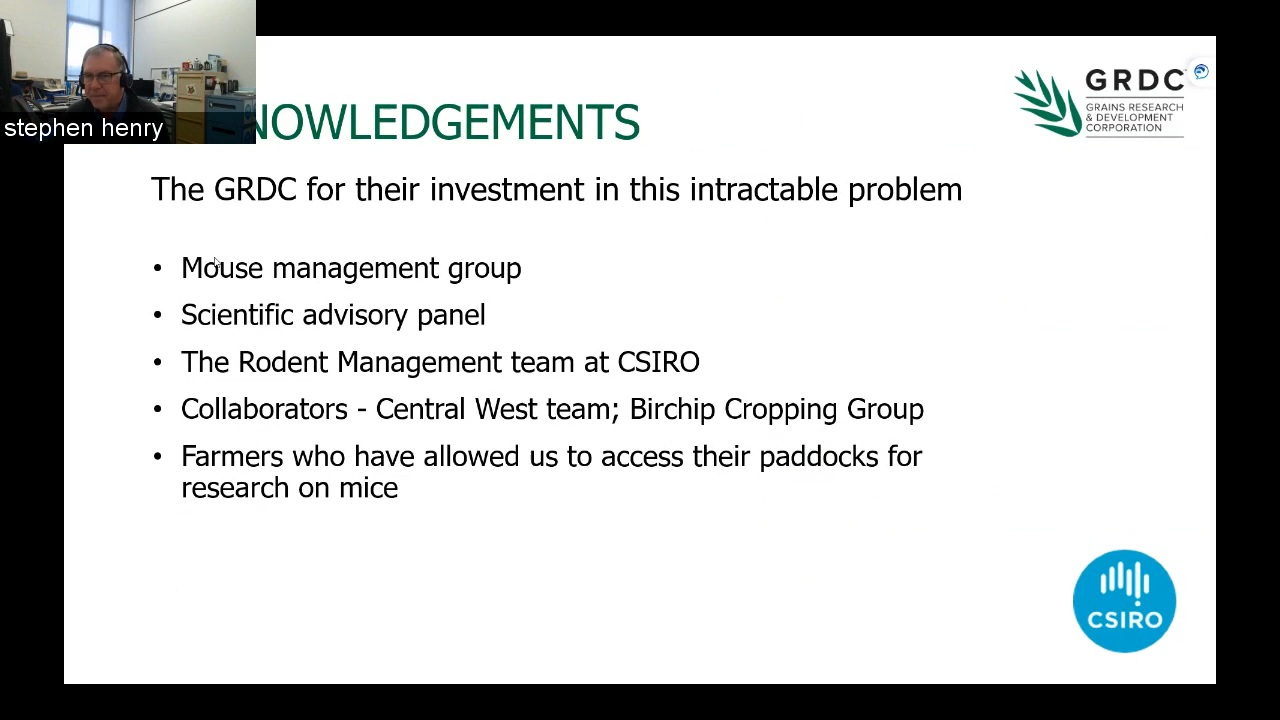 stephen henry
NOWLEDGEMENTS
GRDC
GRAINS RESEARCH
& DEVELOPMENT
CORPORATION
The GRDC for their investment in this intractable problem
• Mouse management group
• Scientific advisory panel
• The Rodent Management team at CSIRO
• Collaborators - Central West team; Birchip Cropping Group
• Farmers who have allowed us to access their paddocks for
research on mice
CSIRO